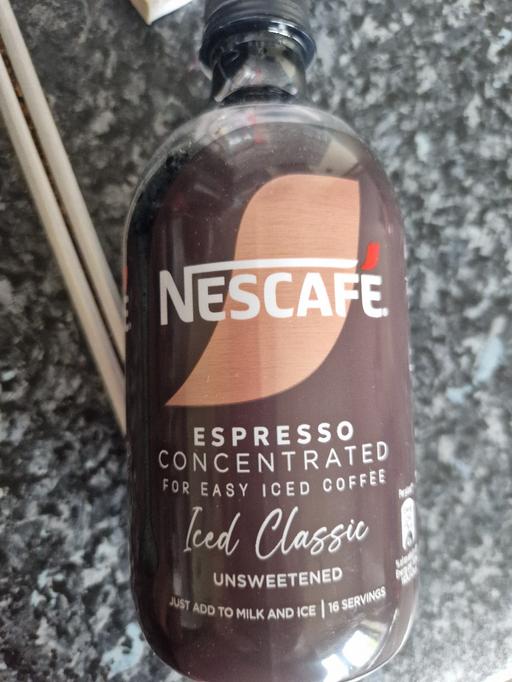 NESCAFÉ®
ESPRESSO
CONCENTRATED
FOR EASY ICED COFFEE
Iced Classic
UNSWEETENED
JUST ADD TO MILK AND ICE | 16 SERVINGS